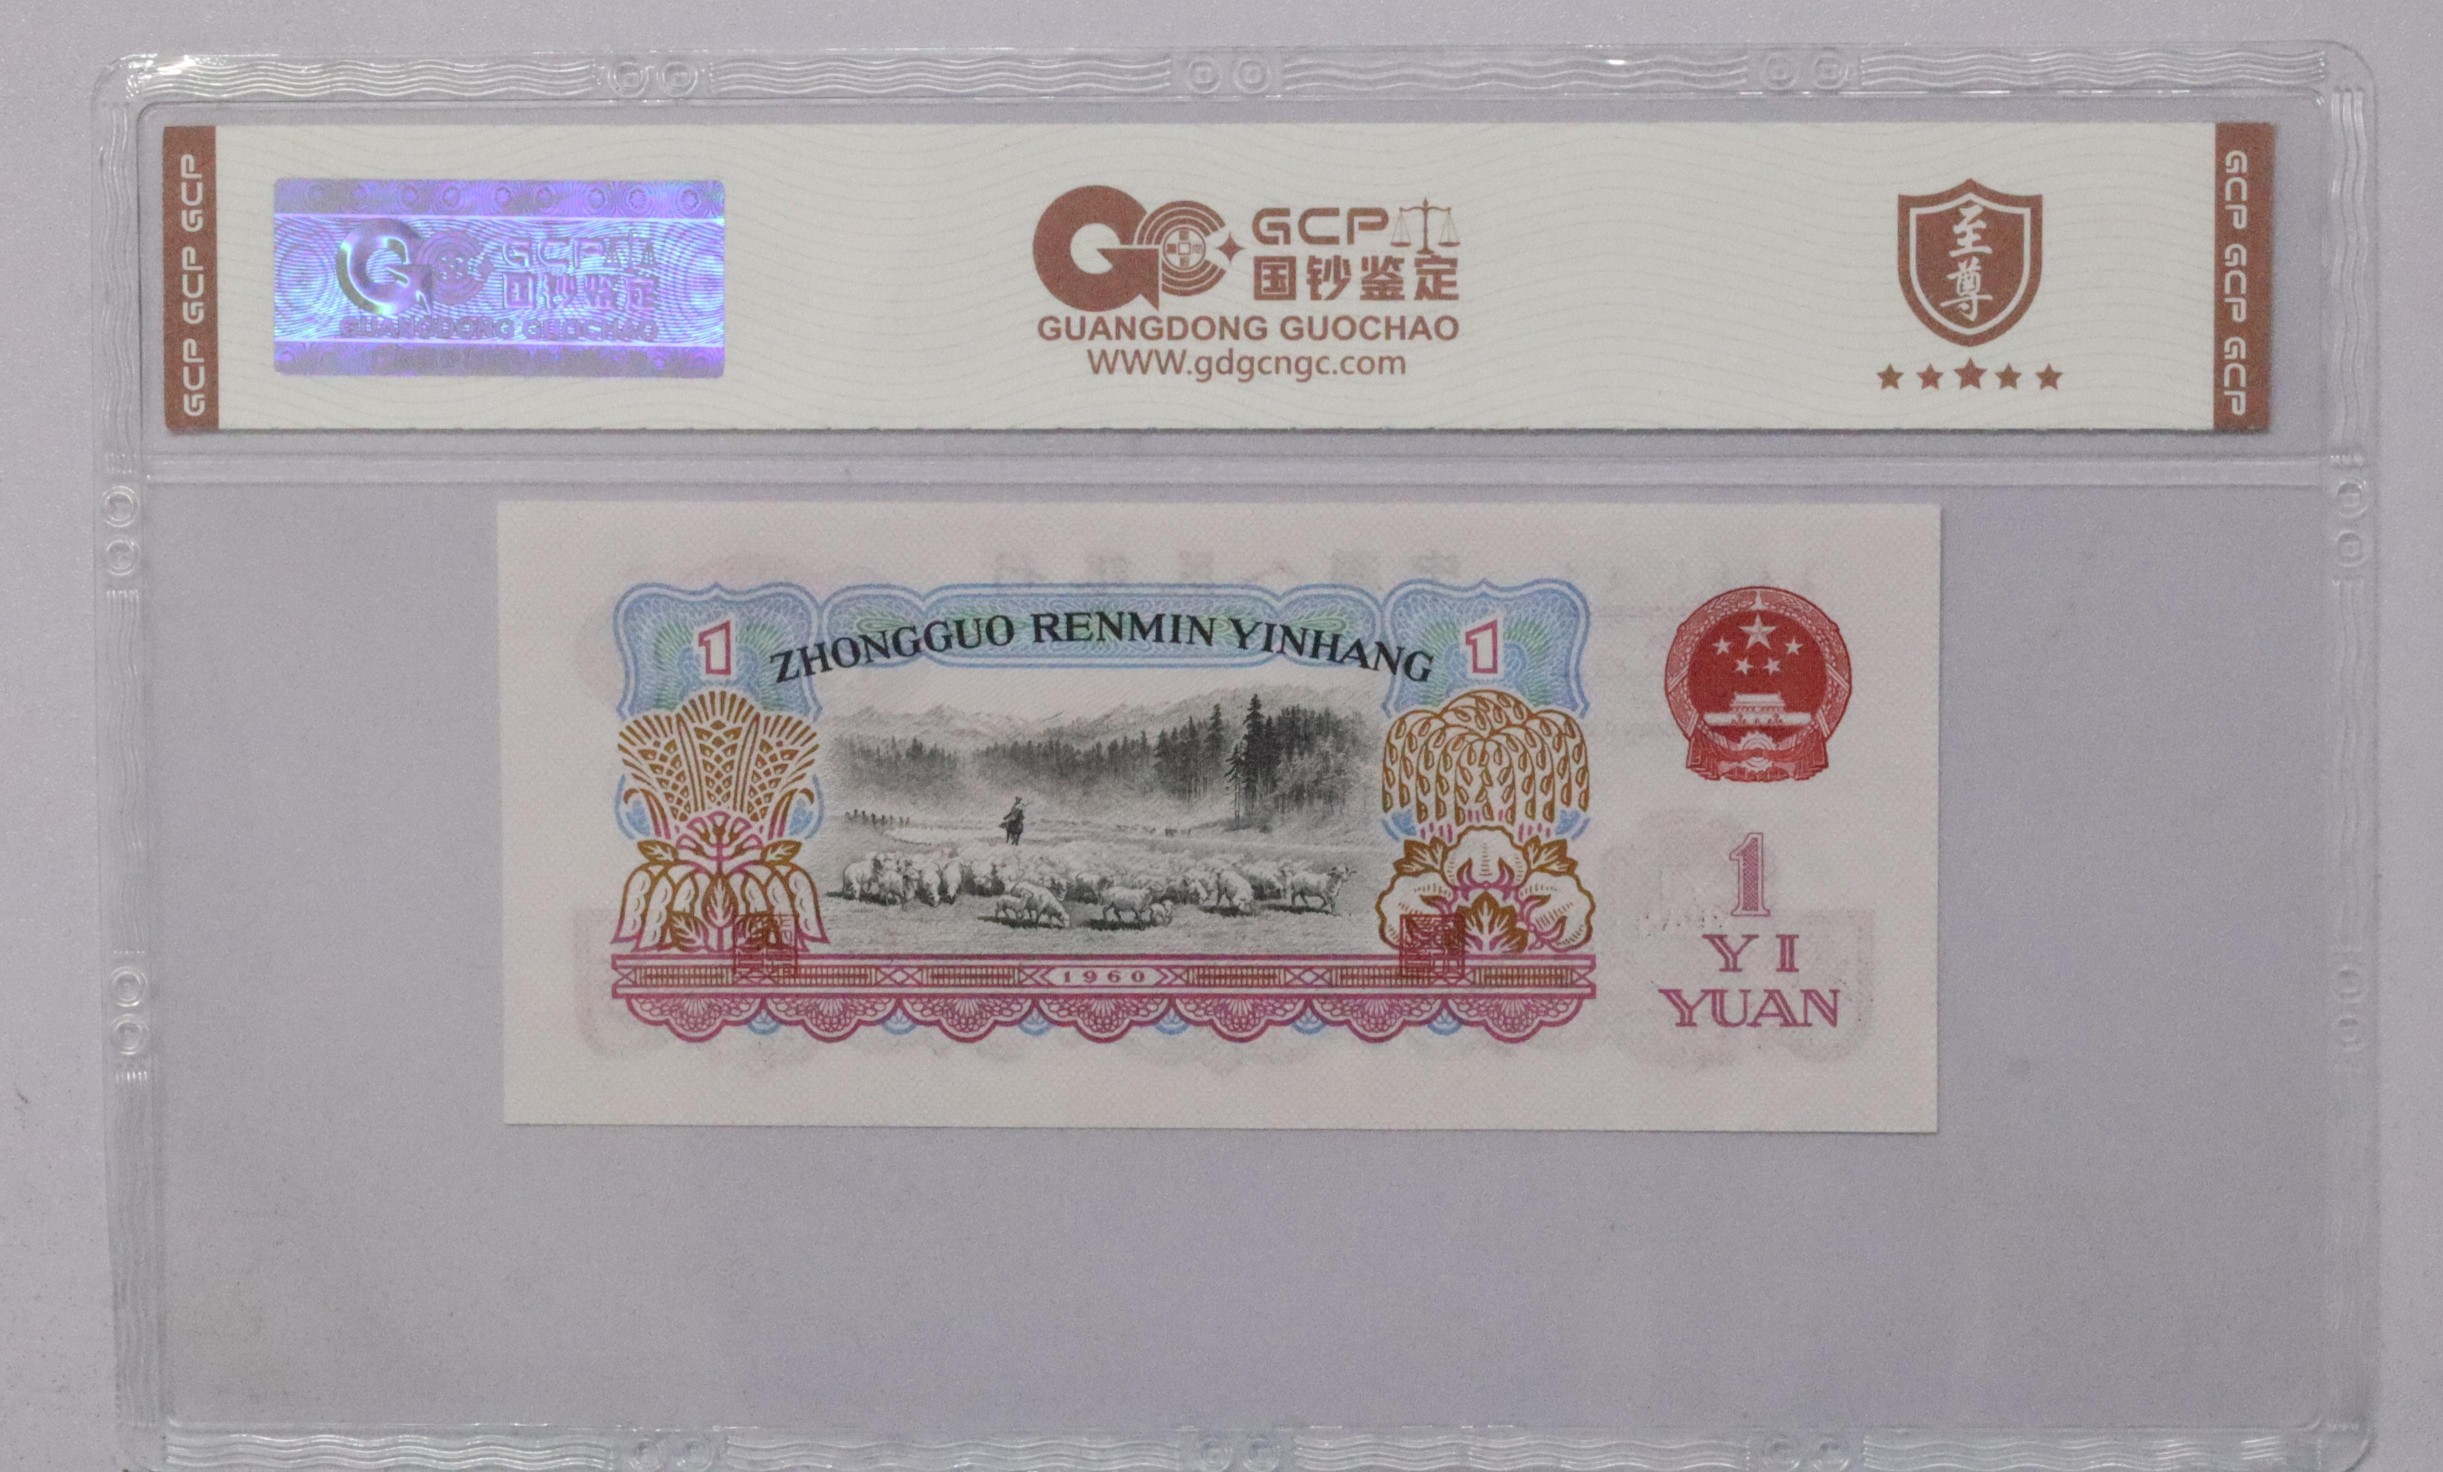 GCP GCP GCP
GCP
国钞鉴定
GUANGDONG GUOCHAO
GCP
国钞鉴定
GUANGDONG GUOCHAO
WWW.gdgcngc.com
至尊
GCP GCP GCP
1
ZHONGGUO RENMIN YINHANG
1
1960
1
YI
YUAN